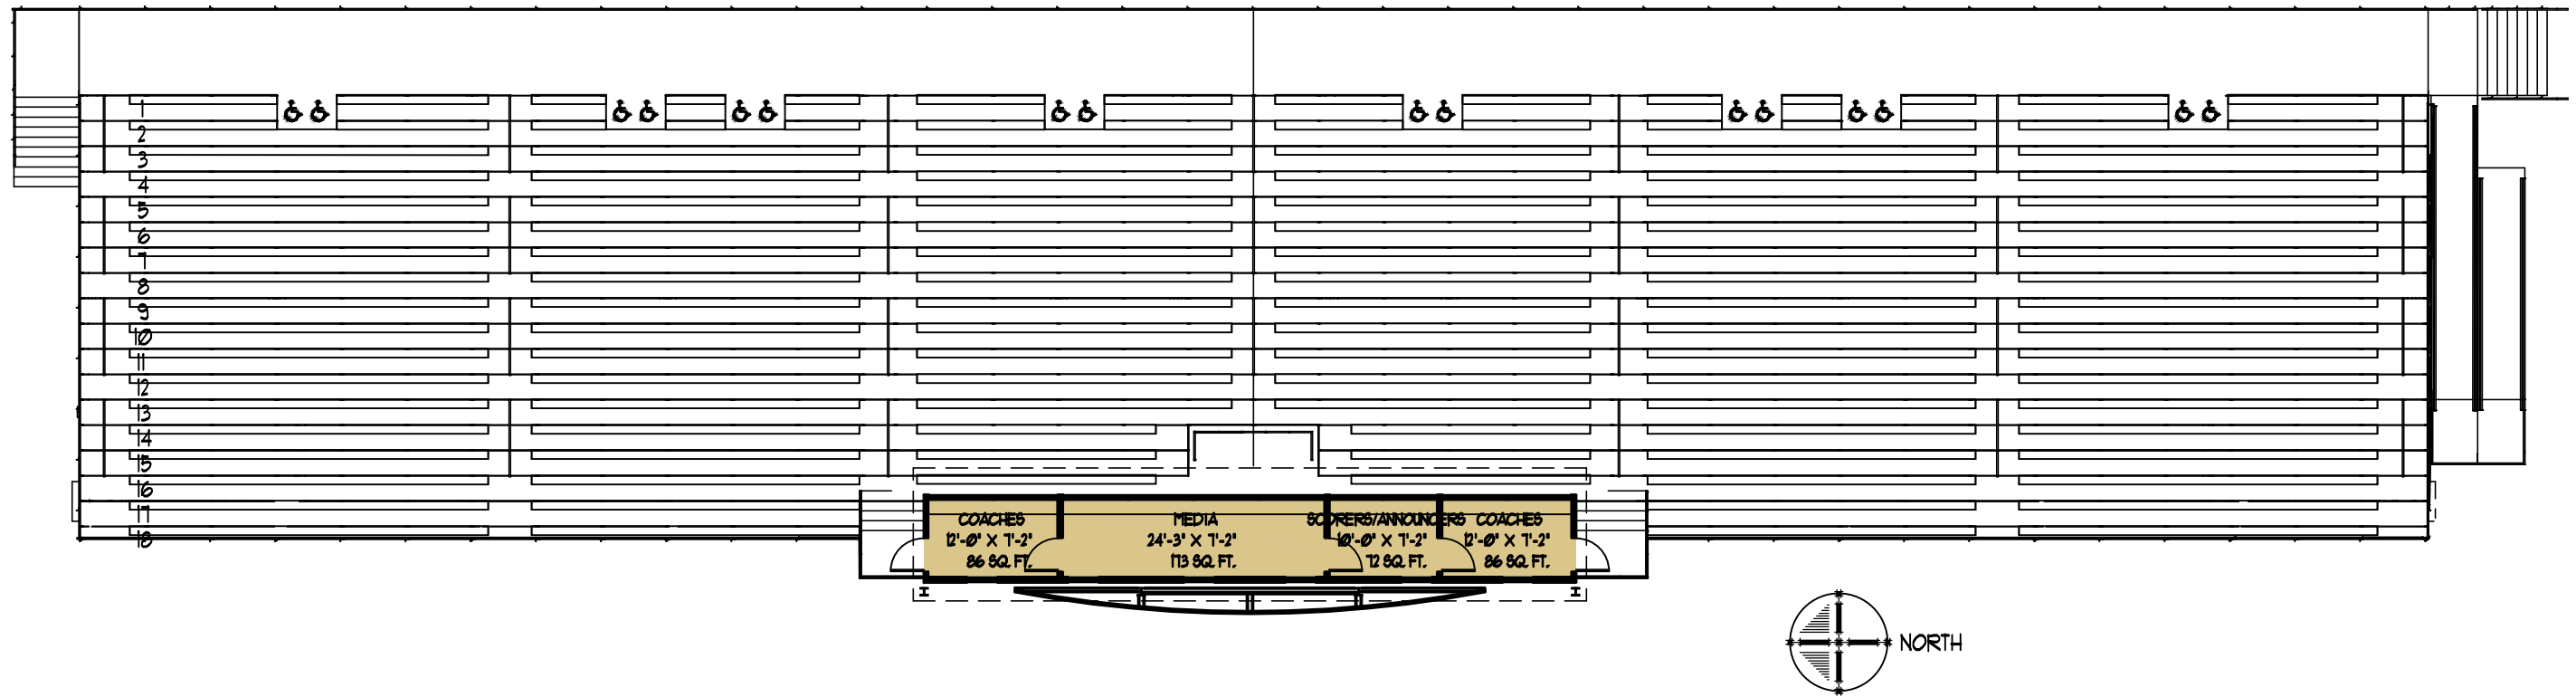 1
2
3
4
5
6
7
8
9
10
11
12
13
14
15
16
17
18
COACHES
12'-0" X 7'-2"
86 SQ. FT.
MEDIA
24'-3" X 7'-2"
173 SQ. FT.
SCORERS/ANNOUNCERS
10'-0" X 7'-2"
72 SQ. FT.
COACHES
12'-0" X 7'-2"
86 SQ. FT.
NORTH